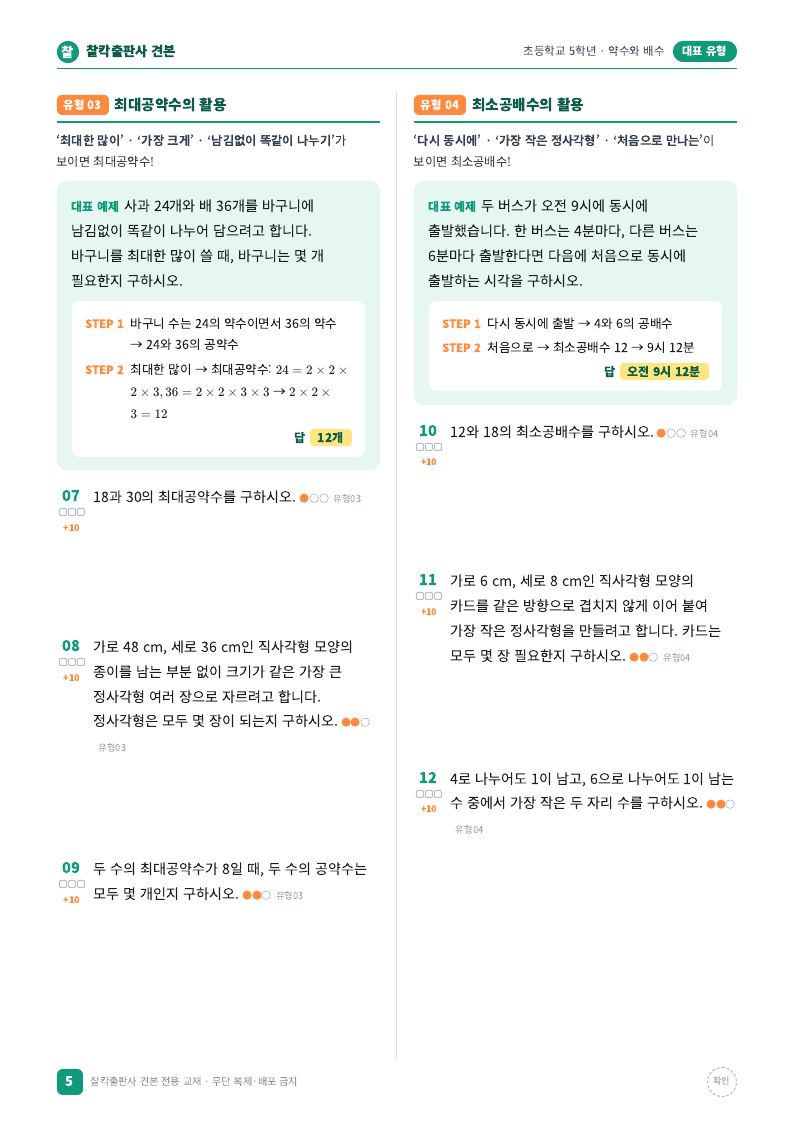 찰 찰칵출판사 견본
초등학교 5학년 · 약수와 배수 대표 유형
유형 03 최대공약수의 활용
‘최대한 많이’ · ‘가장 크게’ · ‘남김없이 똑같이 나누기’가
보이면 최대공약수!
대표 예제 사과 24개와 배 36개를 바구니에
남김없이 똑같이 나누어 담으려고 합니다.
바구니를 최대한 많이 쓸 때, 바구니는 몇 개
필요한지 구하시오.
STEP 1 바구니 수는 24의 약수이면서 36의 약수
→ 24와 36의 공약수
STEP 2 최대한 많이 → 최대공약수: 24 = 2 × 2 ×
2 × 3, 36 = 2 × 2 × 3 × 3 → 2 × 2 ×
3 = 12
답 12개
07 18과 30의 최대공약수를 구하시오. ●○○ 유형03
□□□
+10
08 가로 48 cm, 세로 36 cm인 직사각형 모양의
□□□ 종이를 남는 부분 없이 크기가 같은 가장 큰
+10 정사각형 여러 장으로 자르려고 합니다.
정사각형은 모두 몇 장이 되는지 구하시오. ●●○
유형03
09 두 수의 최대공약수가 8일 때, 두 수의 공약수는
□□□ 모두 몇 개인지 구하시오. ●●○ 유형03
+10
유형 04 최소공배수의 활용
‘다시 동시에’ · ‘가장 작은 정사각형’ · ‘처음으로 만나는’이
보이면 최소공배수!
대표 예제 두 버스가 오전 9시에 동시에
출발했습니다. 한 버스는 4분마다, 다른 버스는
6분마다 출발한다면 다음에 처음으로 동시에
출발하는 시각을 구하시오.
STEP 1 다시 동시에 출발 → 4와 6의 공배수
STEP 2 처음으로 → 최소공배수 12 → 9시 12분
답 오전 9시 12분
10 12와 18의 최소공배수를 구하시오. ●○○ 유형04
□□□
+10
11 가로 6 cm, 세로 8 cm인 직사각형 모양의
□□□ 카드를 같은 방향으로 겹치지 않게 이어 붙여
+10 가장 작은 정사각형을 만들려고 합니다. 카드는
모두 몇 장 필요한지 구하시오. ●●○ 유형04
12 4로 나누어도 1이 남고, 6으로 나누어도 1이 남는
□□□ 수 중에서 가장 작은 두 자리 수를 구하시오. ●●○
+10 유형04
5 찰칵출판사 견본 전용 교재 · 무단 복제·배포 금지
확인